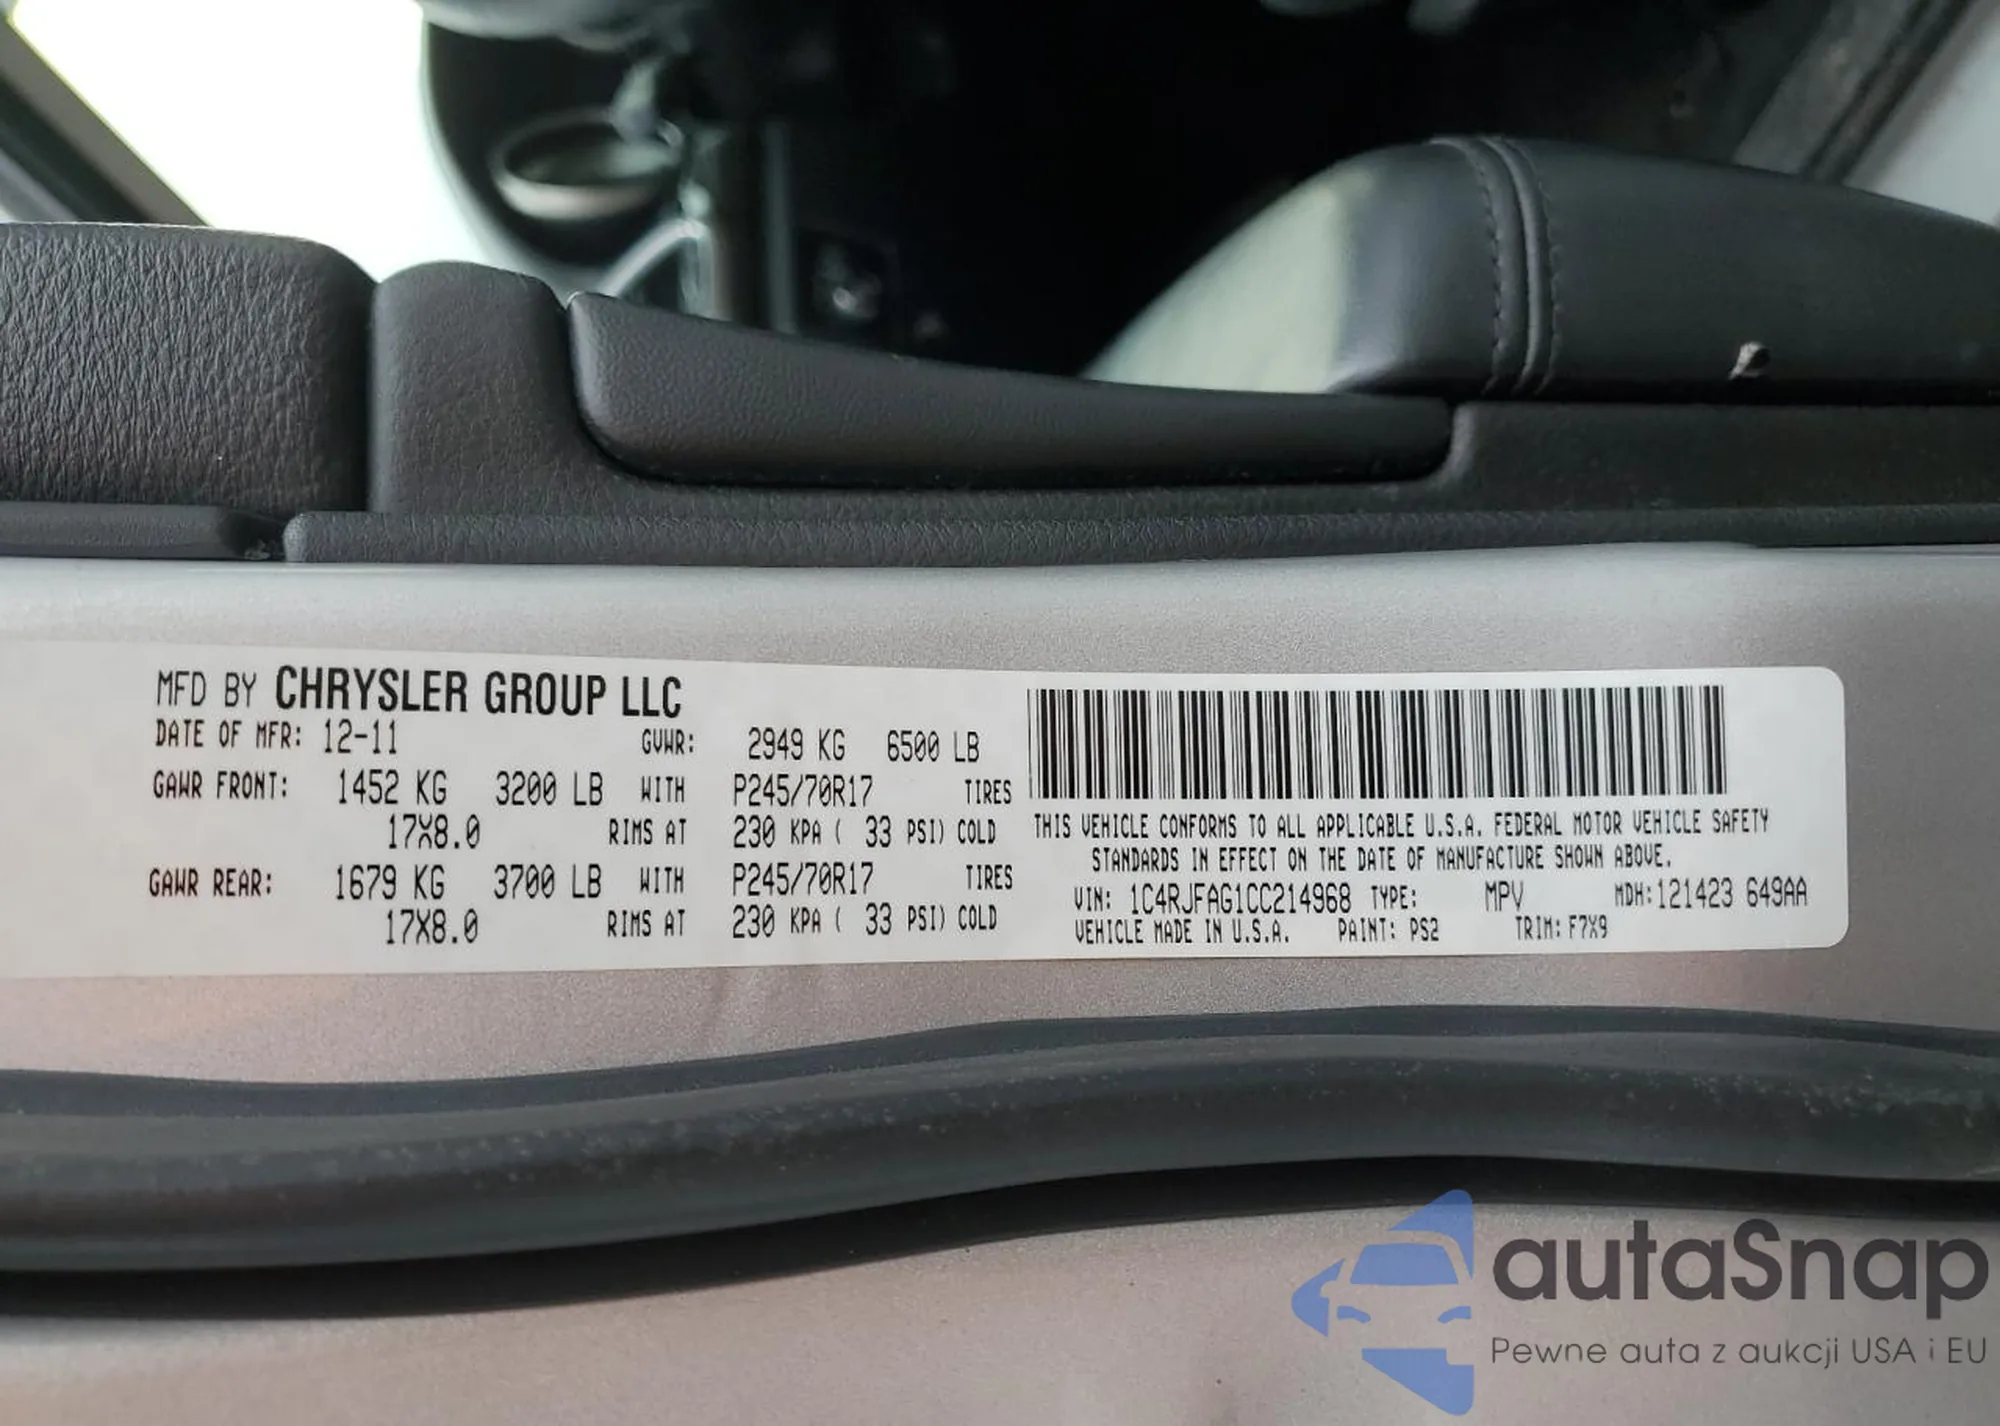 MFD BY CHRYSLER GROUP LLC
DATE OF MFR: 12-11 GVWR: 2949 KG 6500 LB
GAWR FRONT: 1452 KG 3200 LB WITH P245/70R17 TIRES
17X8.0 RIMS AT 230 KPA ( 33 PSI) COLD
GAWR REAR: 1679 KG 3700 LB WITH P245/70R17 TIRES
17X8.0 RIMS AT 230 KPA ( 33 PSI) COLD
THIS VEHICLE CONFORMS TO ALL APPLICABLE U.S.A. FEDERAL MOTOR VEHICLE SAFETY
STANDARDS IN EFFECT ON THE DATE OF MANUFACTURE SHOWN ABOVE.
VIN: 1C4RJFAG1CC214968 TYPE: MPV MDH:121423 649AA
VEHICLE MADE IN U.S.A. PAINT: PS2 TRIM: F7X9
autaSnap
Pewne auta z aukcji USA i EU